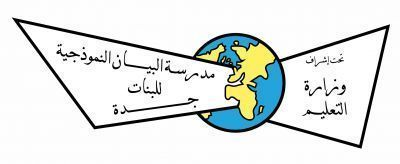 تحت إشراف
وزارة
التعليم
مدرسة البيان النموذجية
للبنات
جدة